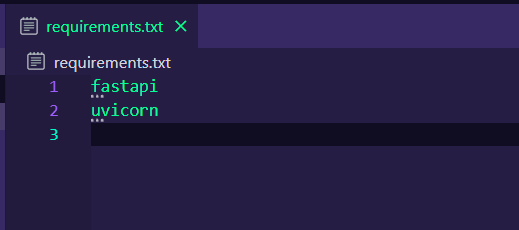 requirements.txt
requirements.txt
1 fastapi
2 uvicorn
3